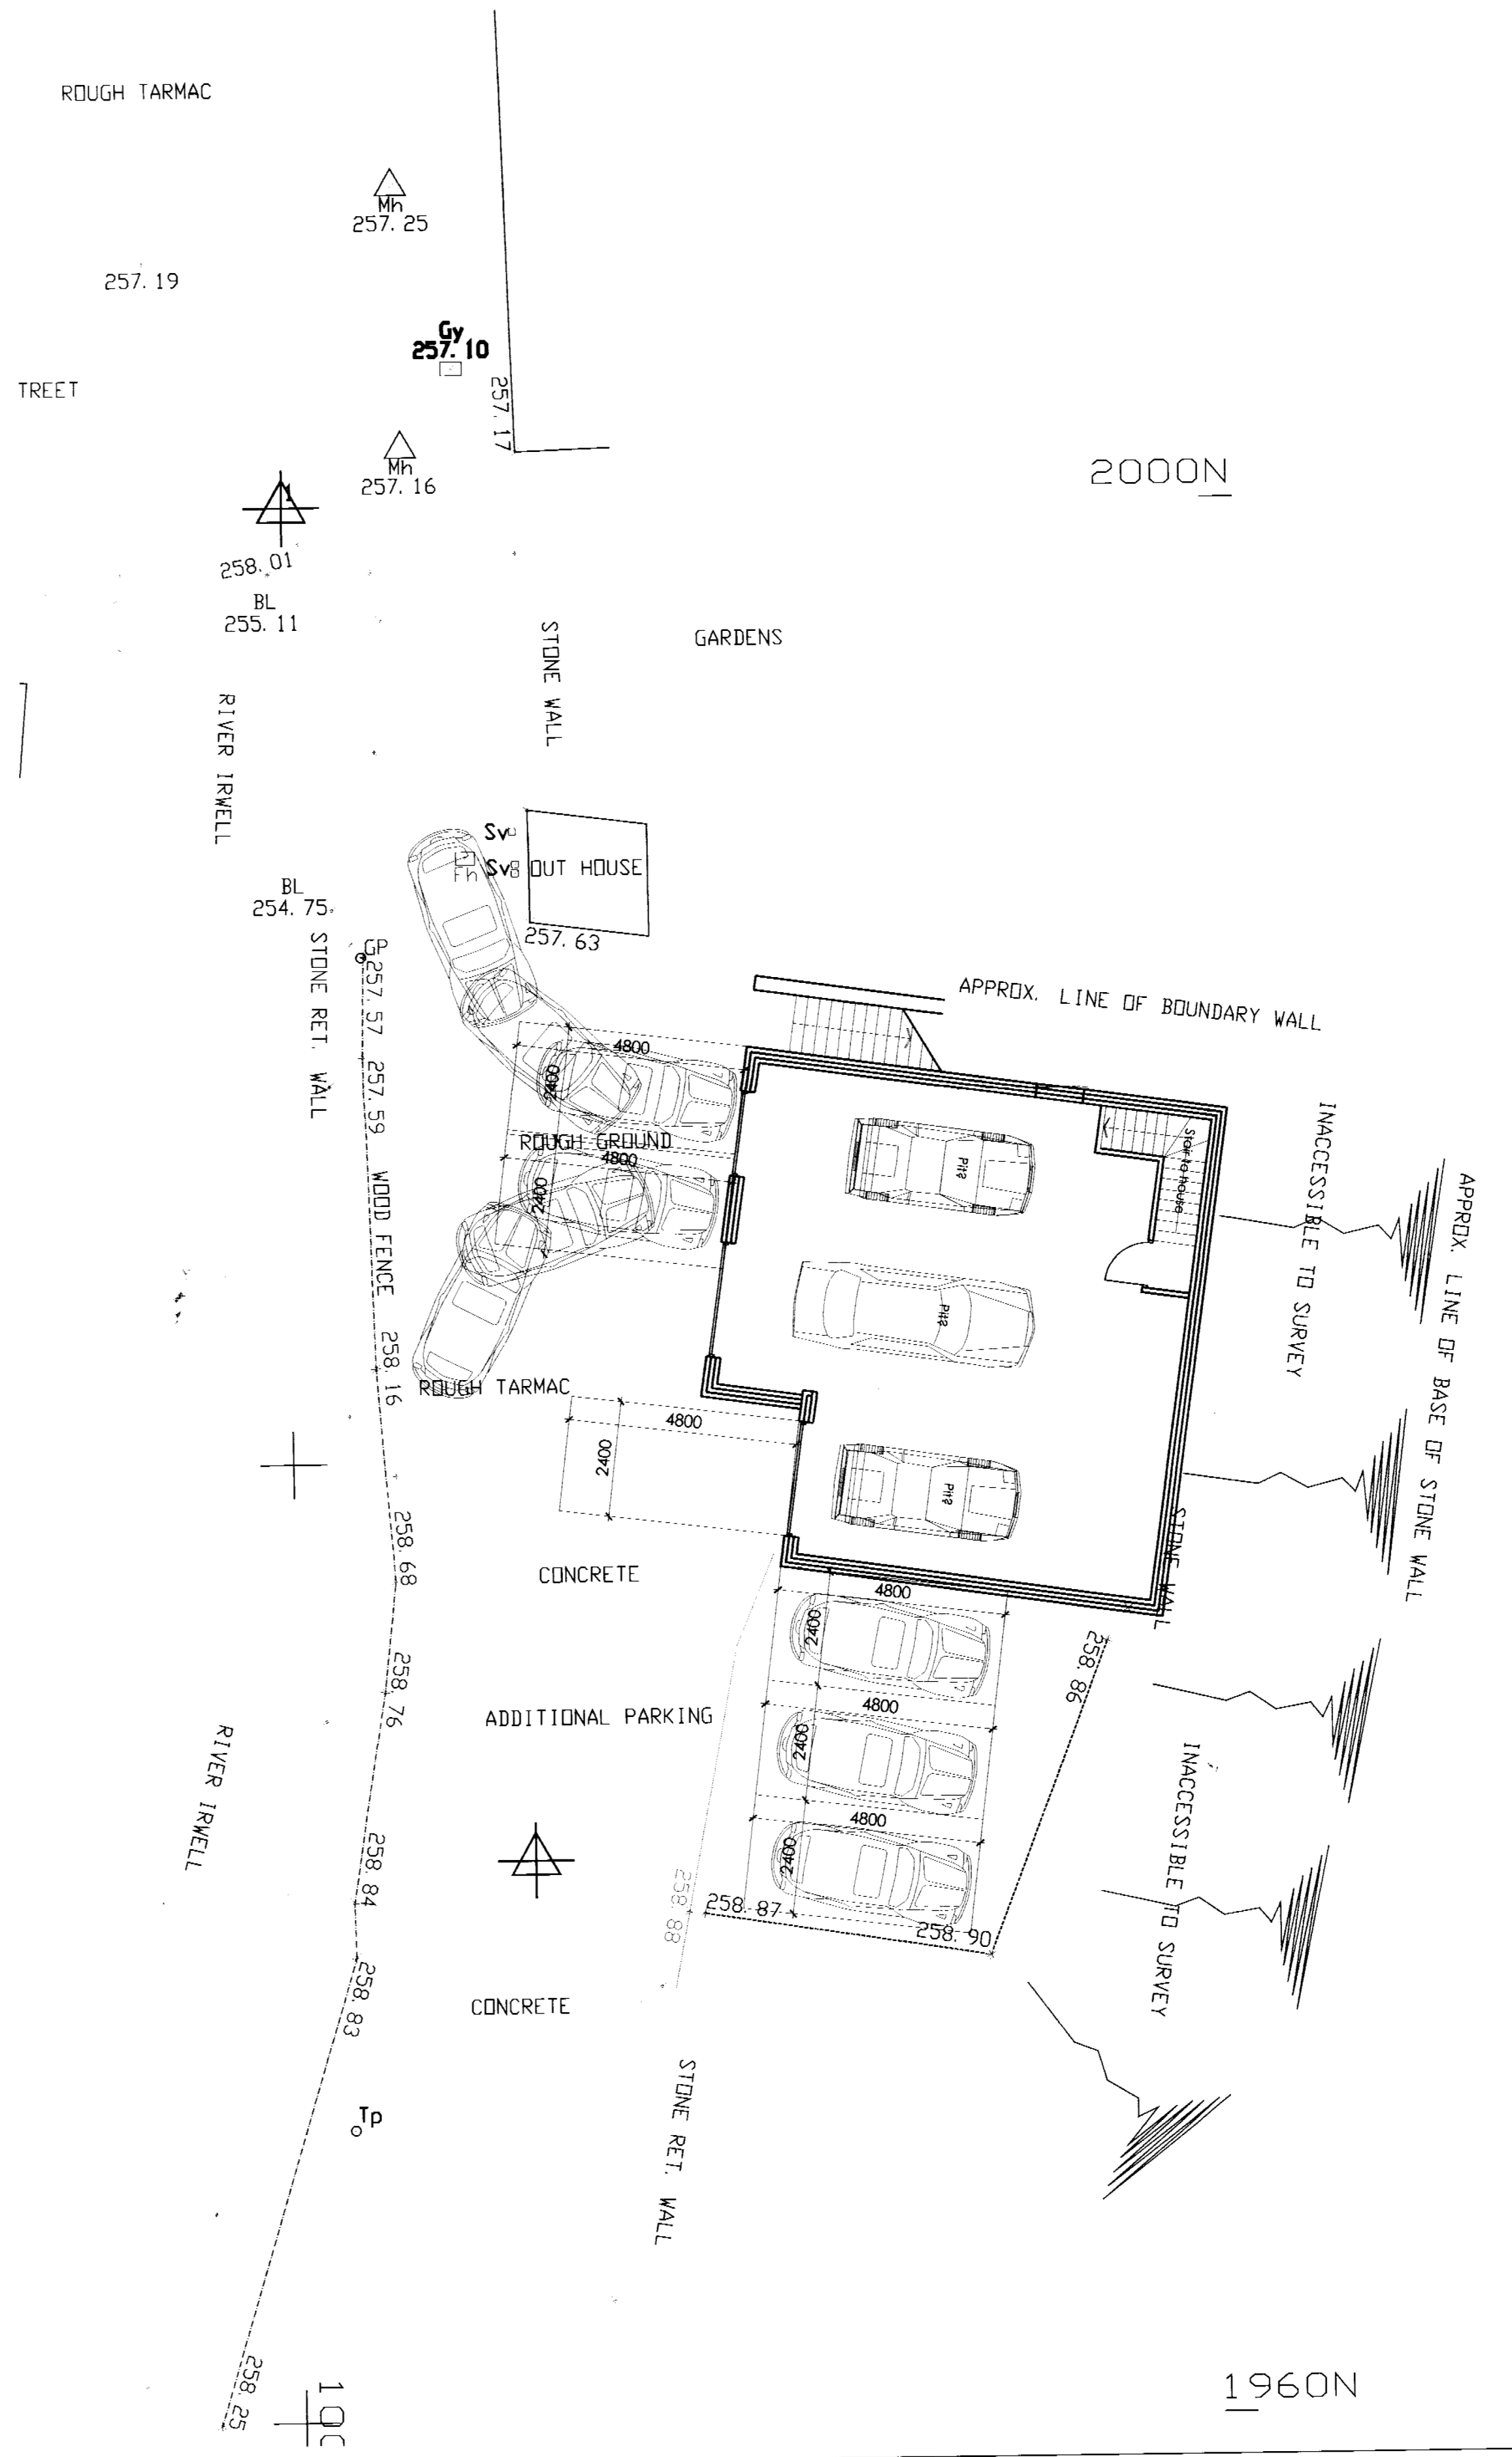 ROUGH TARMAC
Mh
257. 25
257. 19
Gy
257. 10
TREET
257. 17
Mh
257. 16
2000N
1
258. 01
BL
255. 11
GARDENS
STONE WALL
RIVER IRWELL
Sv
Sv
Fh
OUT HOUSE
BL
254. 75
257. 63
GP
257. 57
STONE RET. WALL
APPROX. LINE OF BOUNDARY WALL
4800
2400
257. 59
ROUGH GROUND
4800
2400
Stair to house
INACCESSIBLE TO SURVEY
APPROX. LINE OF BASE OF STONE WALL
WOOD FENCE
258. 16
ROUGH TARMAC
4800
2400
258. 68
STONE WALL
CONCRETE
4800
2400
258. 86
258. 76
ADDITIONAL PARKING
4800
2400
INACCESSIBLE TO SURVEY
RIVER IRWELL
4800
2400
258. 84
258. 88
258. 87
258. 90
258. 83
CONCRETE
Tp
STONE RET. WALL
258. 25
1960N